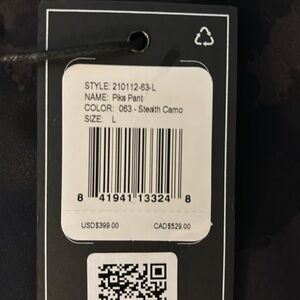 STYLE: 210112-63-L
NAME: Pika Pant
COLOR: 063 - Stealth Camo
SIZE: L
8 41941 13324 8
USD$399.00 CAD$529.00